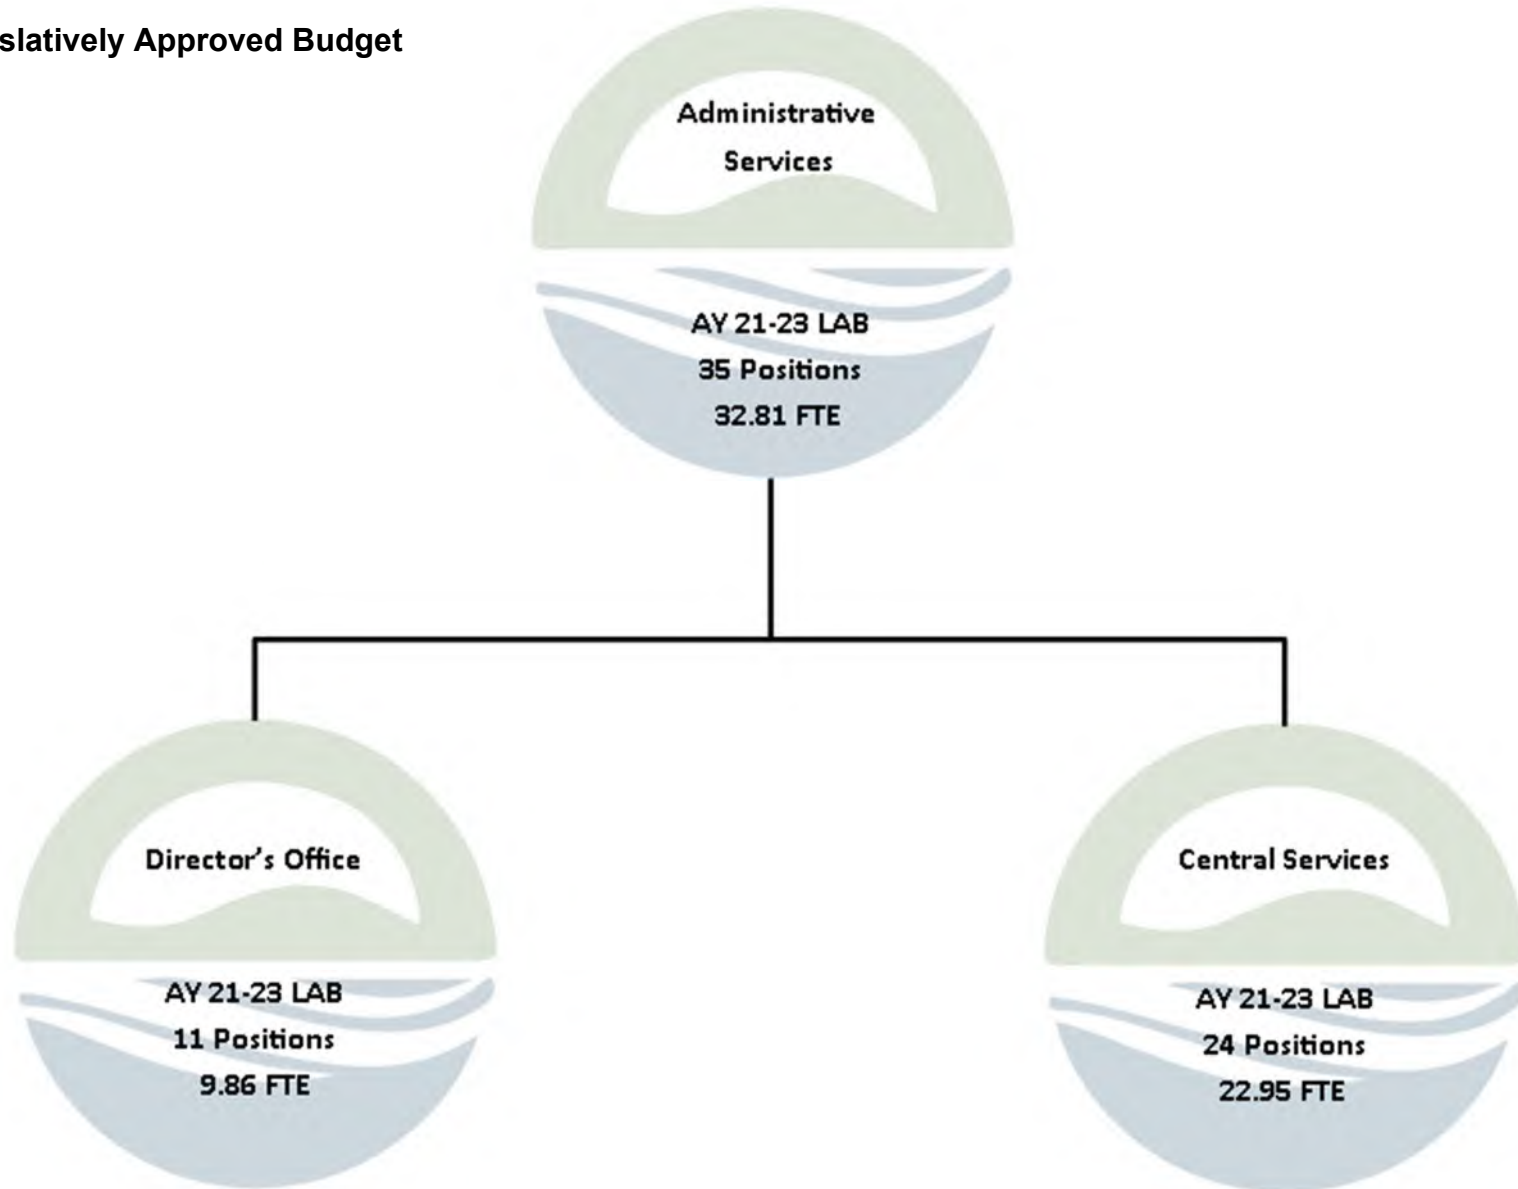 slatively Approved Budget
Administrative
Services
AY 21-23 LAB
35 Positions
32.81 FTE
Director's Office
AY 21-23 LAB
11 Positions
9.86 FTE
Central Services
AY 21-23 LAB
24 Positions
22.95 FTE